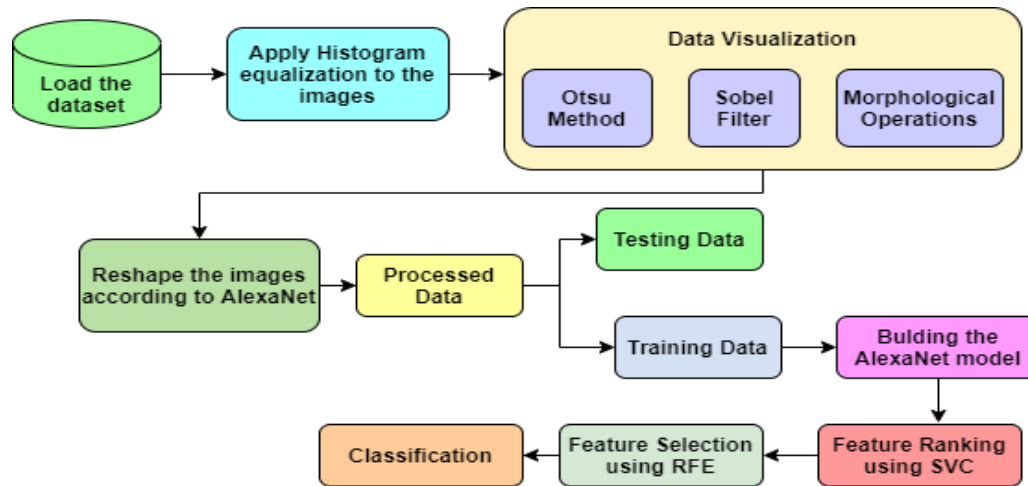 Load the
dataset
Apply Histogram
equalization to the
images
Data Visualization
Otsu
Method
Sobel
Filter
Morphological
Operations
Reshape the images
according to AlexaNet
Processed
Data
Testing Data
Training Data
Bulding the
AlexaNet model
Feature Ranking
using SVC
Feature Selection
using RFE
Classification